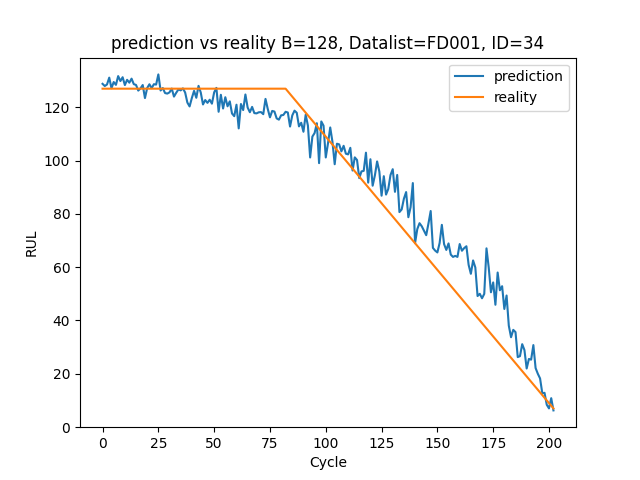 prediction vs reality B=128, Datalist=FD001, ID=34
prediction
reality
RUL
120
100
80
60
40
20
0
0 25 50 75 100 125 150 175 200
Cycle